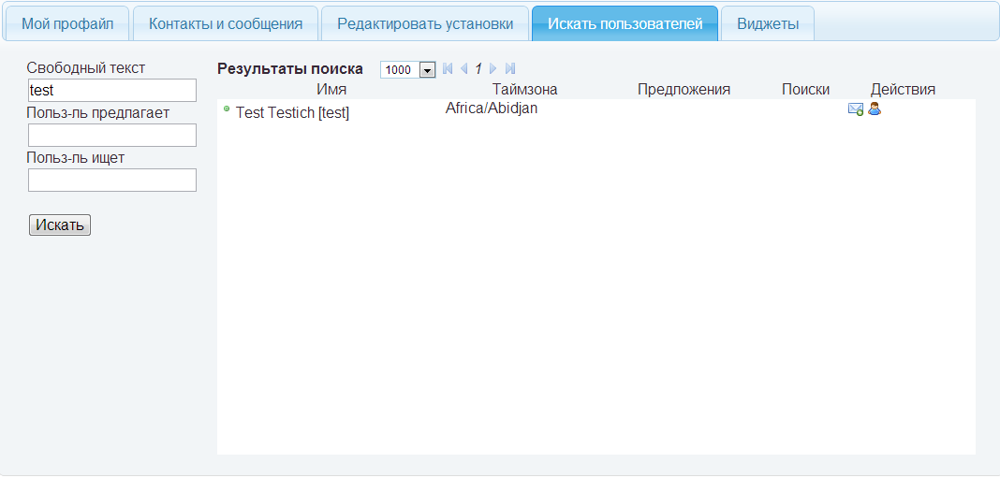 Мой профайл Контакты и сообщения Редактировать установки Искать пользователей Виджеты
Свободный текст
test
Польз-ль предлагает
Польз-ль ищет
Искать
Результаты поиска 1000 1
Имя Таймзона Предложения Поиски Действия
Test Testich [test] Africa/Abidjan